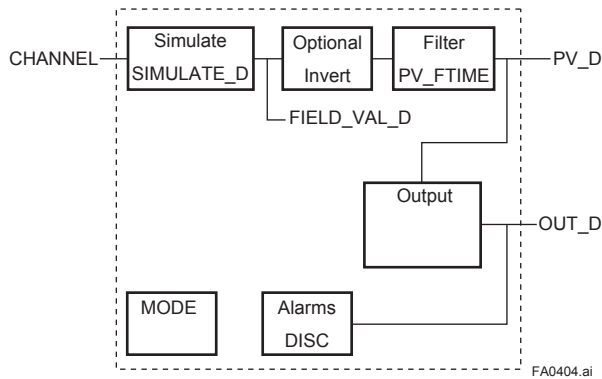 CHANNEL
Simulate
SIMULATE_D
Optional
Invert
Filter
PV_FTIME
PV_D
FIELD_VAL_D
Output
OUT_D
MODE
Alarms
DISC
FA0404.ai